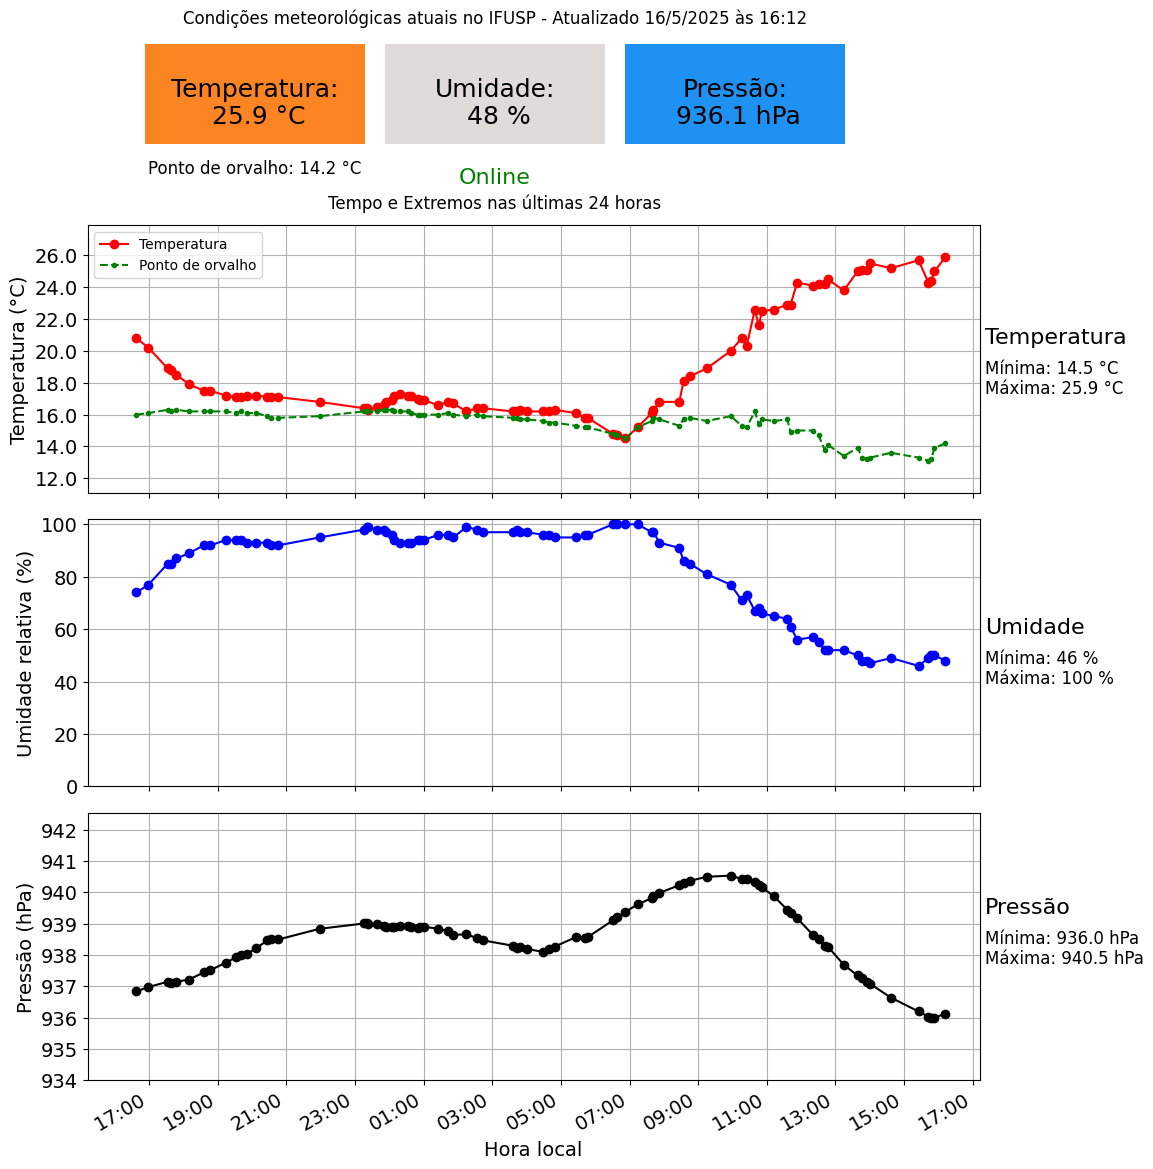 Condições meteorológicas atuais no IFUSP - Atualizado 16/5/2025 às 16:12
Temperatura:
25.9 °C
Umidade:
48 %
Pressão:
936.1 hPa
Ponto de orvalho: 14.2 °C
Online
Tempo e Extremos nas últimas 24 horas
Temperatura
Ponto de orvalho
Temperatura (°C)
26.0
24.0
22.0
20.0
18.0
16.0
14.0
12.0
Temperatura
Mínima: 14.5 °C
Máxima: 25.9 °C
Umidade relativa (%)
100
80
60
40
20
0
Umidade
Mínima: 46 %
Máxima: 100 %
Pressão (hPa)
942
941
940
939
938
937
936
935
934
Pressão
Mínima: 936.0 hPa
Máxima: 940.5 hPa
17:00
19:00
21:00
23:00
01:00
03:00
05:00
07:00
09:00
11:00
13:00
15:00
17:00
Hora local